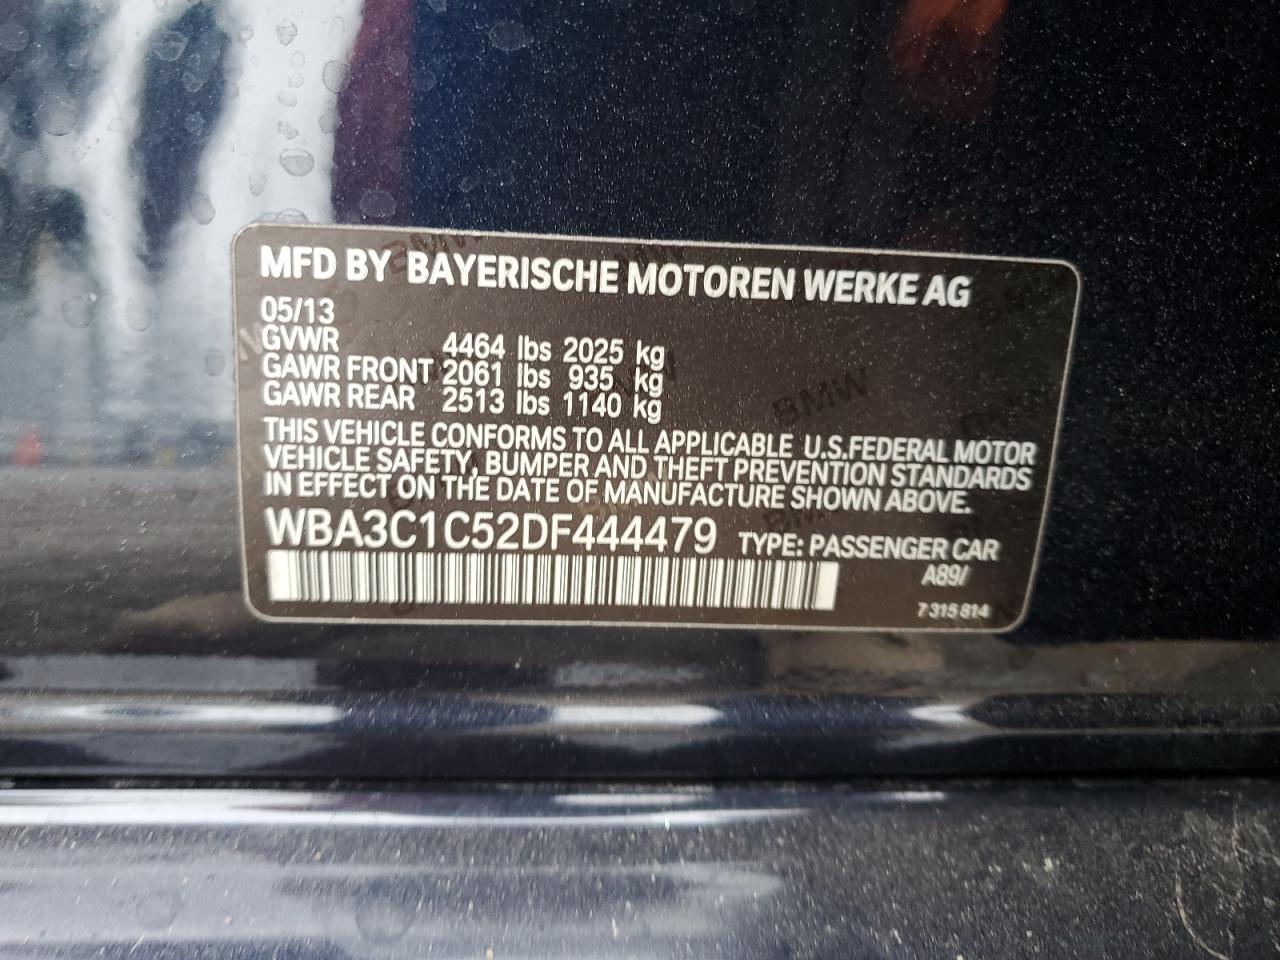 MFD BY BAYERISCHE MOTOREN WERKE AG
05/13
GVWR 4464 lbs 2025 kg
GAWR FRONT 2061 lbs 935 kg
GAWR REAR 2513 lbs 1140 kg
THIS VEHICLE CONFORMS TO ALL APPLICABLE U.S.FEDERAL MOTOR
VEHICLE SAFETY, BUMPER AND THEFT PREVENTION STANDARDS
IN EFFECT ON THE DATE OF MANUFACTURE SHOWN ABOVE.
WBA3C1C52DF444479 TYPE: PASSENGER CAR
A89/
7 315 814